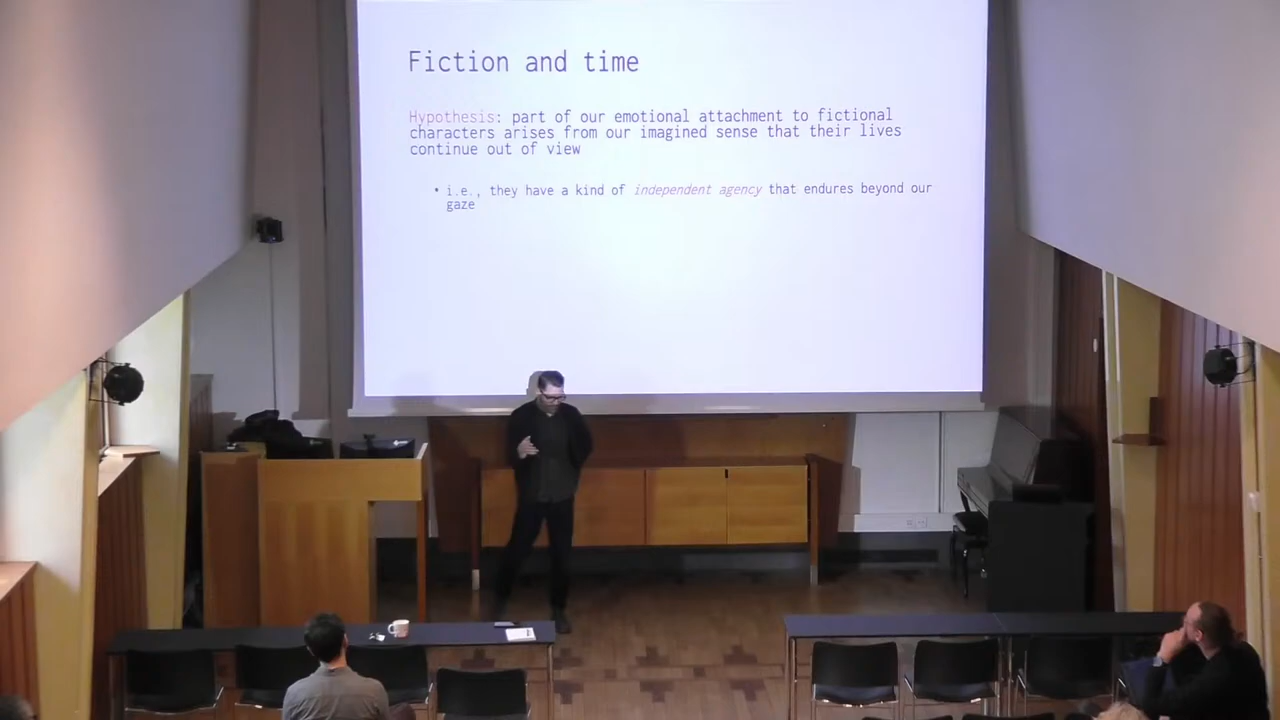 Fiction and time
Hypothesis: part of our emotional attachment to fictional
characters arises from our imagined sense that their lives
continue out of view
• i.e., they have a kind of independent agency that endures beyond our
gaze